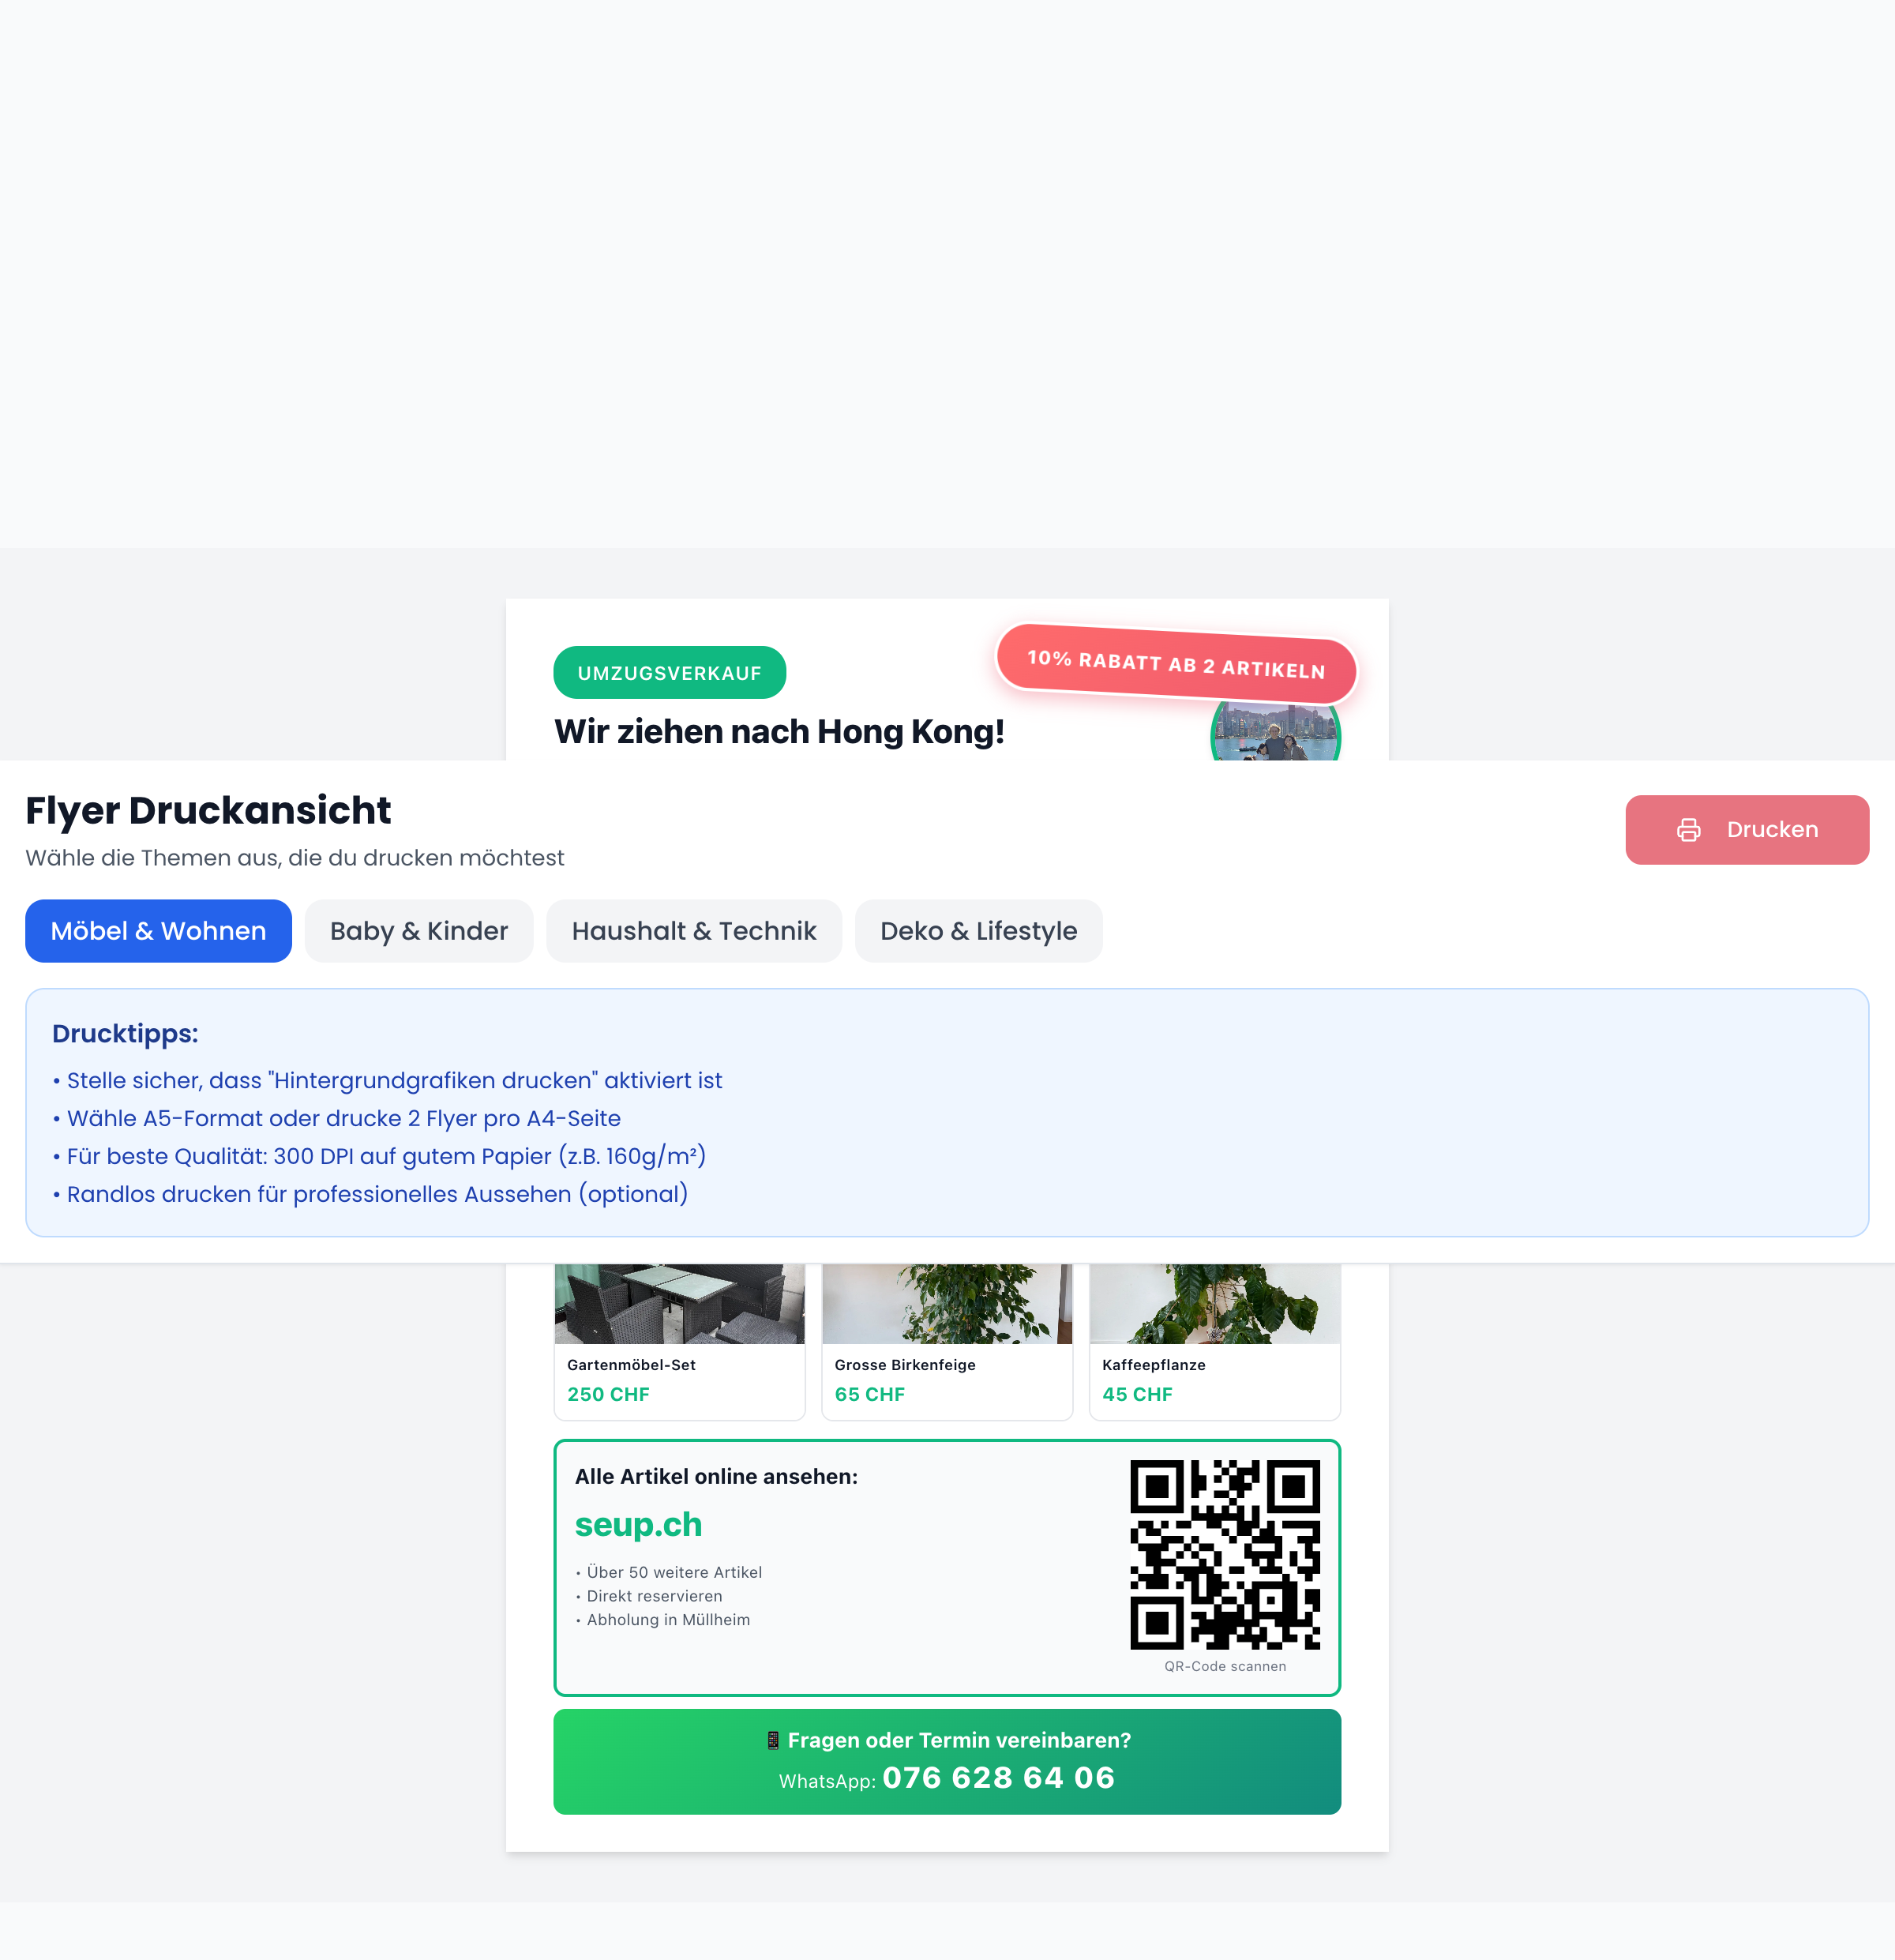 UMZUGSVERKAUF
10% RABATT AB 2 ARTIKELN
Wir ziehen nach Hong Kong!
Flyer Druckansicht
Wähle die Themen aus, die du drucken möchtest
Drucken
Möbel & Wohnen
Baby & Kinder
Haushalt & Technik
Deko & Lifestyle
Drucktipps:
• Stelle sicher, dass "Hintergrundgrafiken drucken" aktiviert ist
• Wähle A5-Format oder drucke 2 Flyer pro A4-Seite
• Für beste Qualität: 300 DPI auf gutem Papier (z.B. 160g/m²)
• Randlos drucken für professionelles Aussehen (optional)
Gartenmöbel-Set
250 CHF
Grosse Birkenfeige
65 CHF
Kaffeepflanze
45 CHF
Alle Artikel online ansehen:
seup.ch
• Über 50 weitere Artikel
• Direkt reservieren
• Abholung in Müllheim
QR-Code scannen
📱 Fragen oder Termin vereinbaren?
WhatsApp: 076 628 64 06